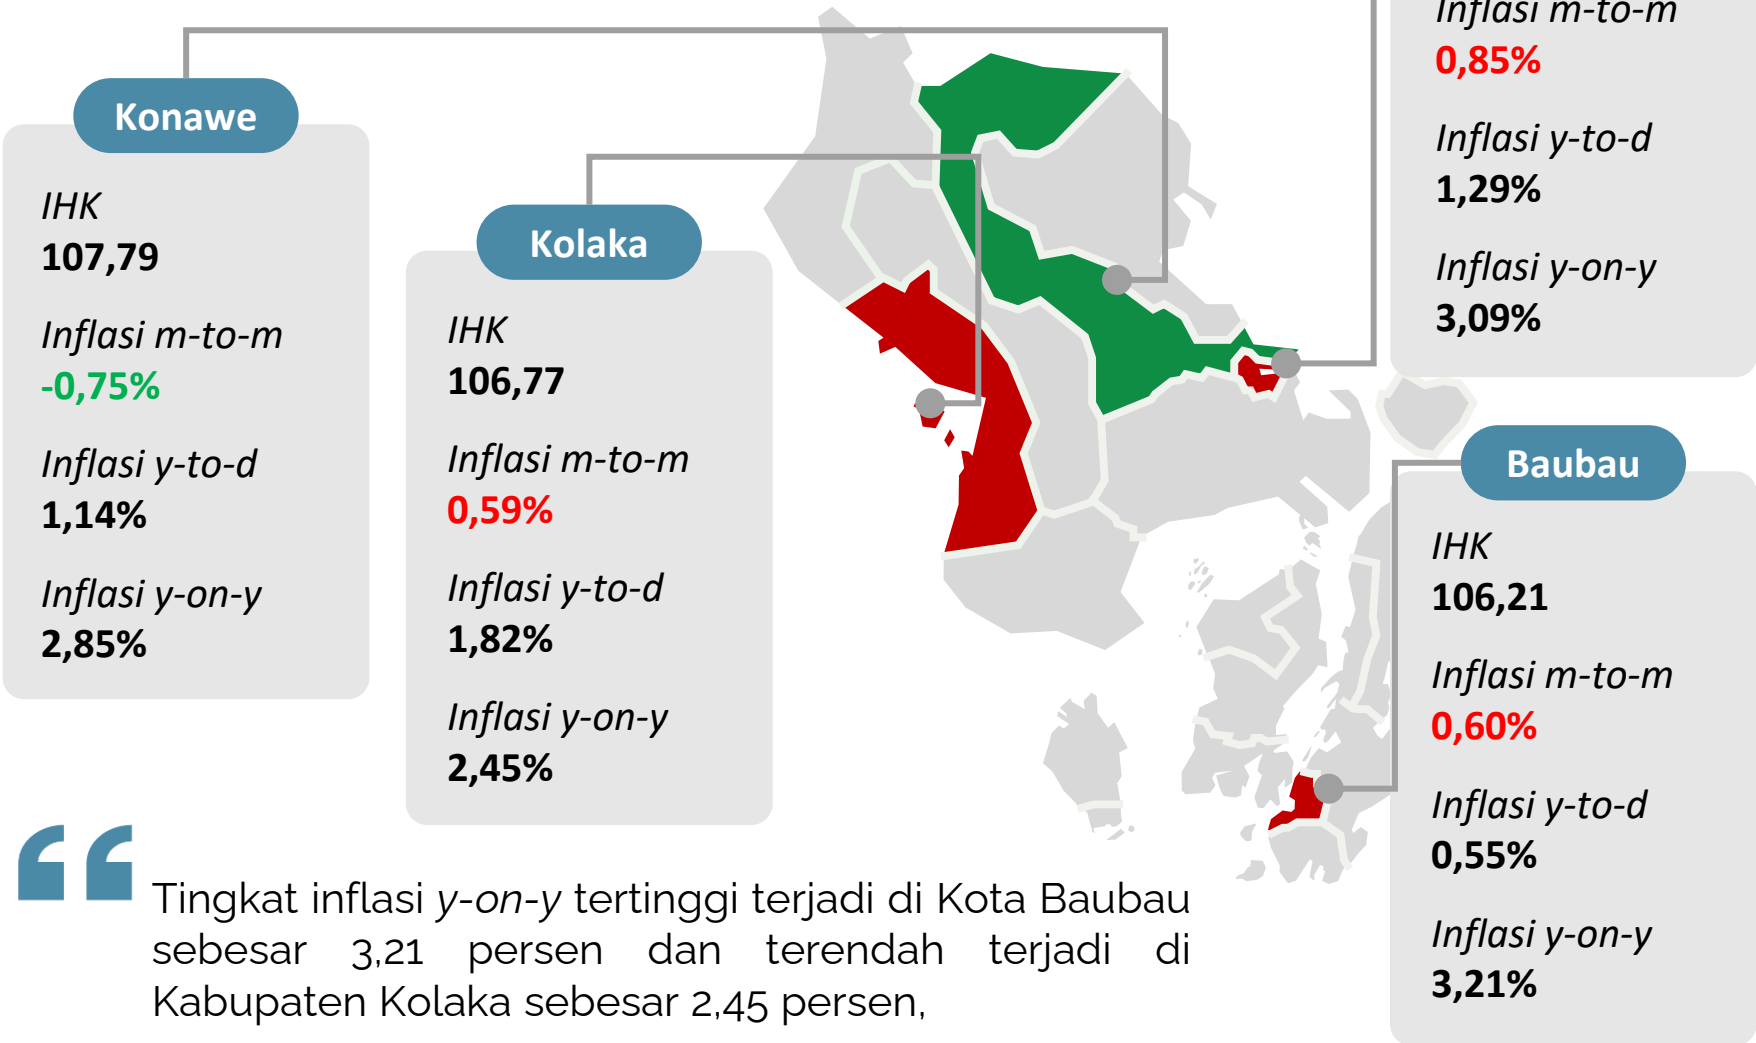 Inflasi m-to-m
0,85%
Inflasi y-to-d
1,29%
Inflasi y-on-y
3,09%
Konawe
IHK
107,79
Inflasi m-to-m
-0,75%
Inflasi y-to-d
1,14%
Inflasi y-on-y
2,85%
Kolaka
IHK
106,77
Inflasi m-to-m
0,59%
Inflasi y-to-d
1,82%
Inflasi y-on-y
2,45%
Baubau
IHK
106,21
Inflasi m-to-m
0,60%
Inflasi y-to-d
0,55%
Inflasi y-on-y
3,21%
“
Tingkat inflasi y-on-y tertinggi terjadi di Kota Baubau
sebesar 3,21 persen dan terendah terjadi di
Kabupaten Kolaka sebesar 2,45 persen,